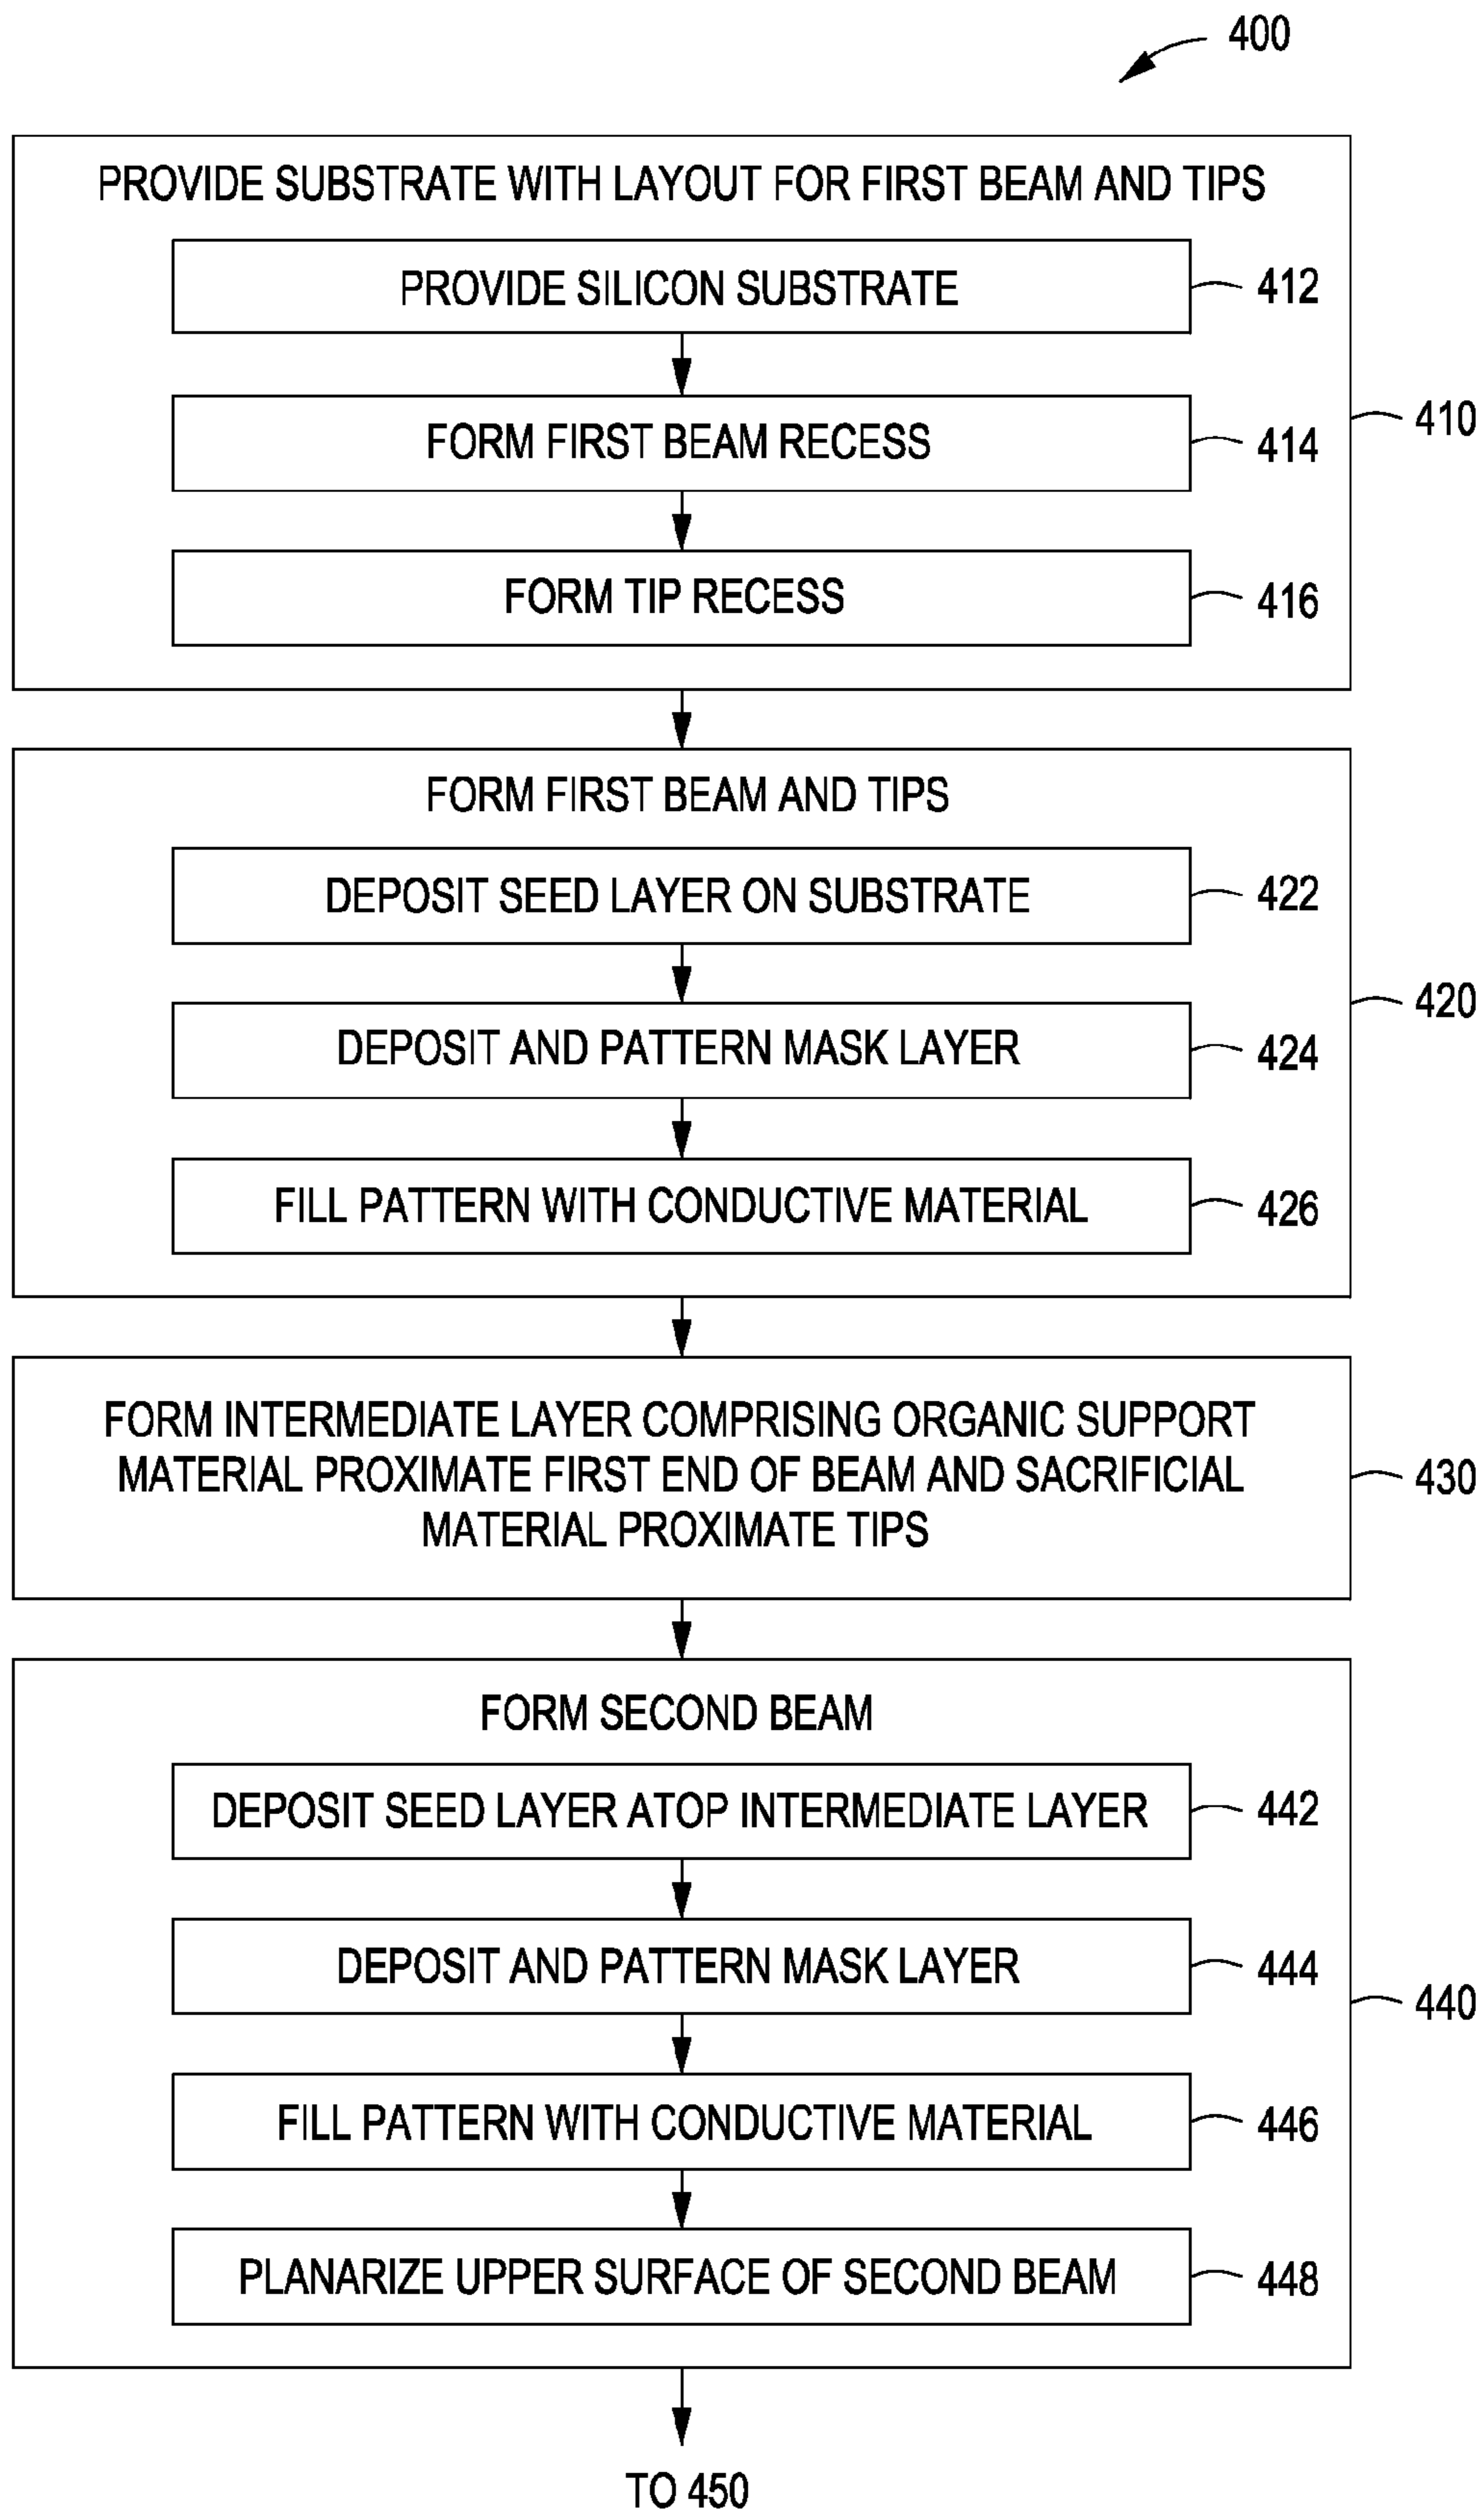 400
PROVIDE SUBSTRATE WITH LAYOUT FOR FIRST BEAM AND TIPS
PROVIDE SILICON SUBSTRATE
412
410
FORM FIRST BEAM RECESS
414
FORM TIP RECESS
416
FORM FIRST BEAM AND TIPS
DEPOSIT SEED LAYER ON SUBSTRATE
422
420
DEPOSIT AND PATTERN MASK LAYER
424
FILL PATTERN WITH CONDUCTIVE MATERIAL
426
FORM INTERMEDIATE LAYER COMPRISING ORGANIC SUPPORT
MATERIAL PROXIMATE FIRST END OF BEAM AND SACRIFICIAL
MATERIAL PROXIMATE TIPS
430
FORM SECOND BEAM
DEPOSIT SEED LAYER ATOP INTERMEDIATE LAYER
442
DEPOSIT AND PATTERN MASK LAYER
444
440
FILL PATTERN WITH CONDUCTIVE MATERIAL
446
PLANARIZE UPPER SURFACE OF SECOND BEAM
448
TO 450